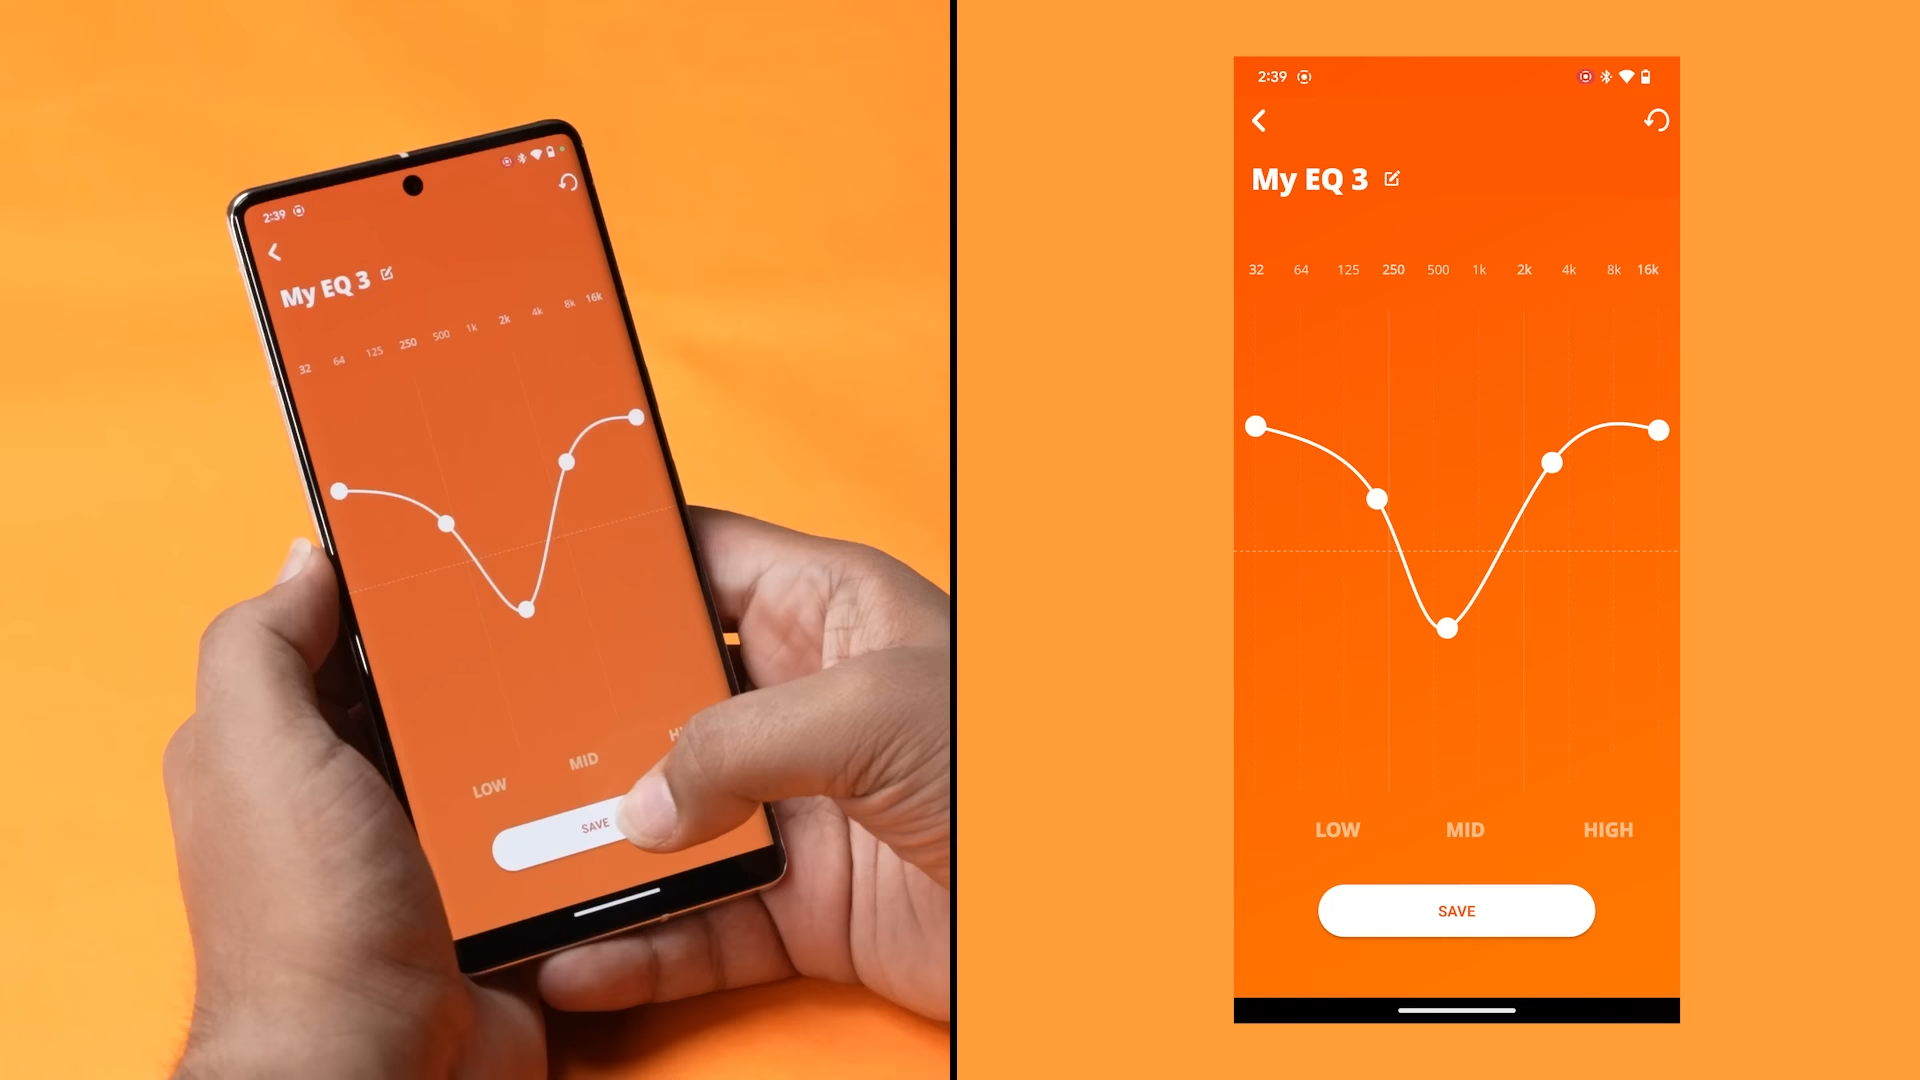 2:39
My EQ 3
32 64 125 250 500 1k 2k 4k 8k 16k
LOW MID HI
SAVE
2:39
My EQ 3
32 64 125 250 500 1k 2k 4k 8k 16k
LOW MID HIGH
SAVE